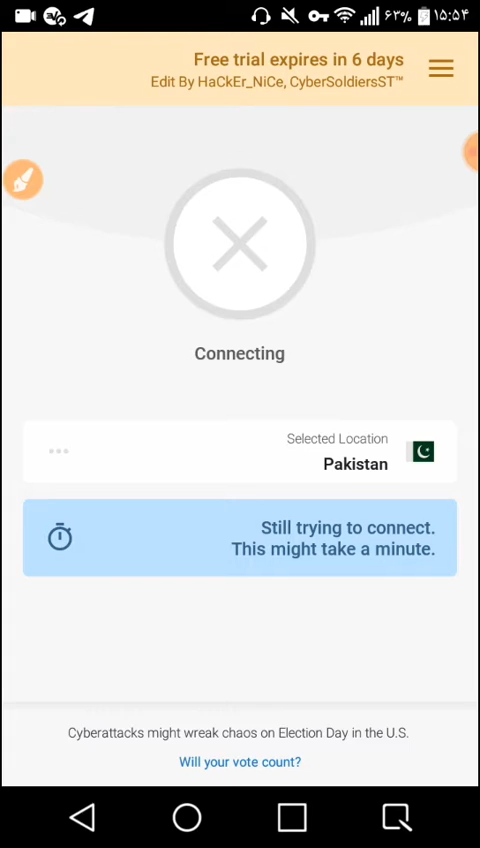 ۶۳% ۱۵:۵۴
Free trial expires in 6 days
Edit By HaCkEr_NiCe, CyberSoldiersST™
Connecting
Selected Location
Pakistan
Still trying to connect.
This might take a minute.
Cyberattacks might wreak chaos on Election Day in the U.S.
Will your vote count?